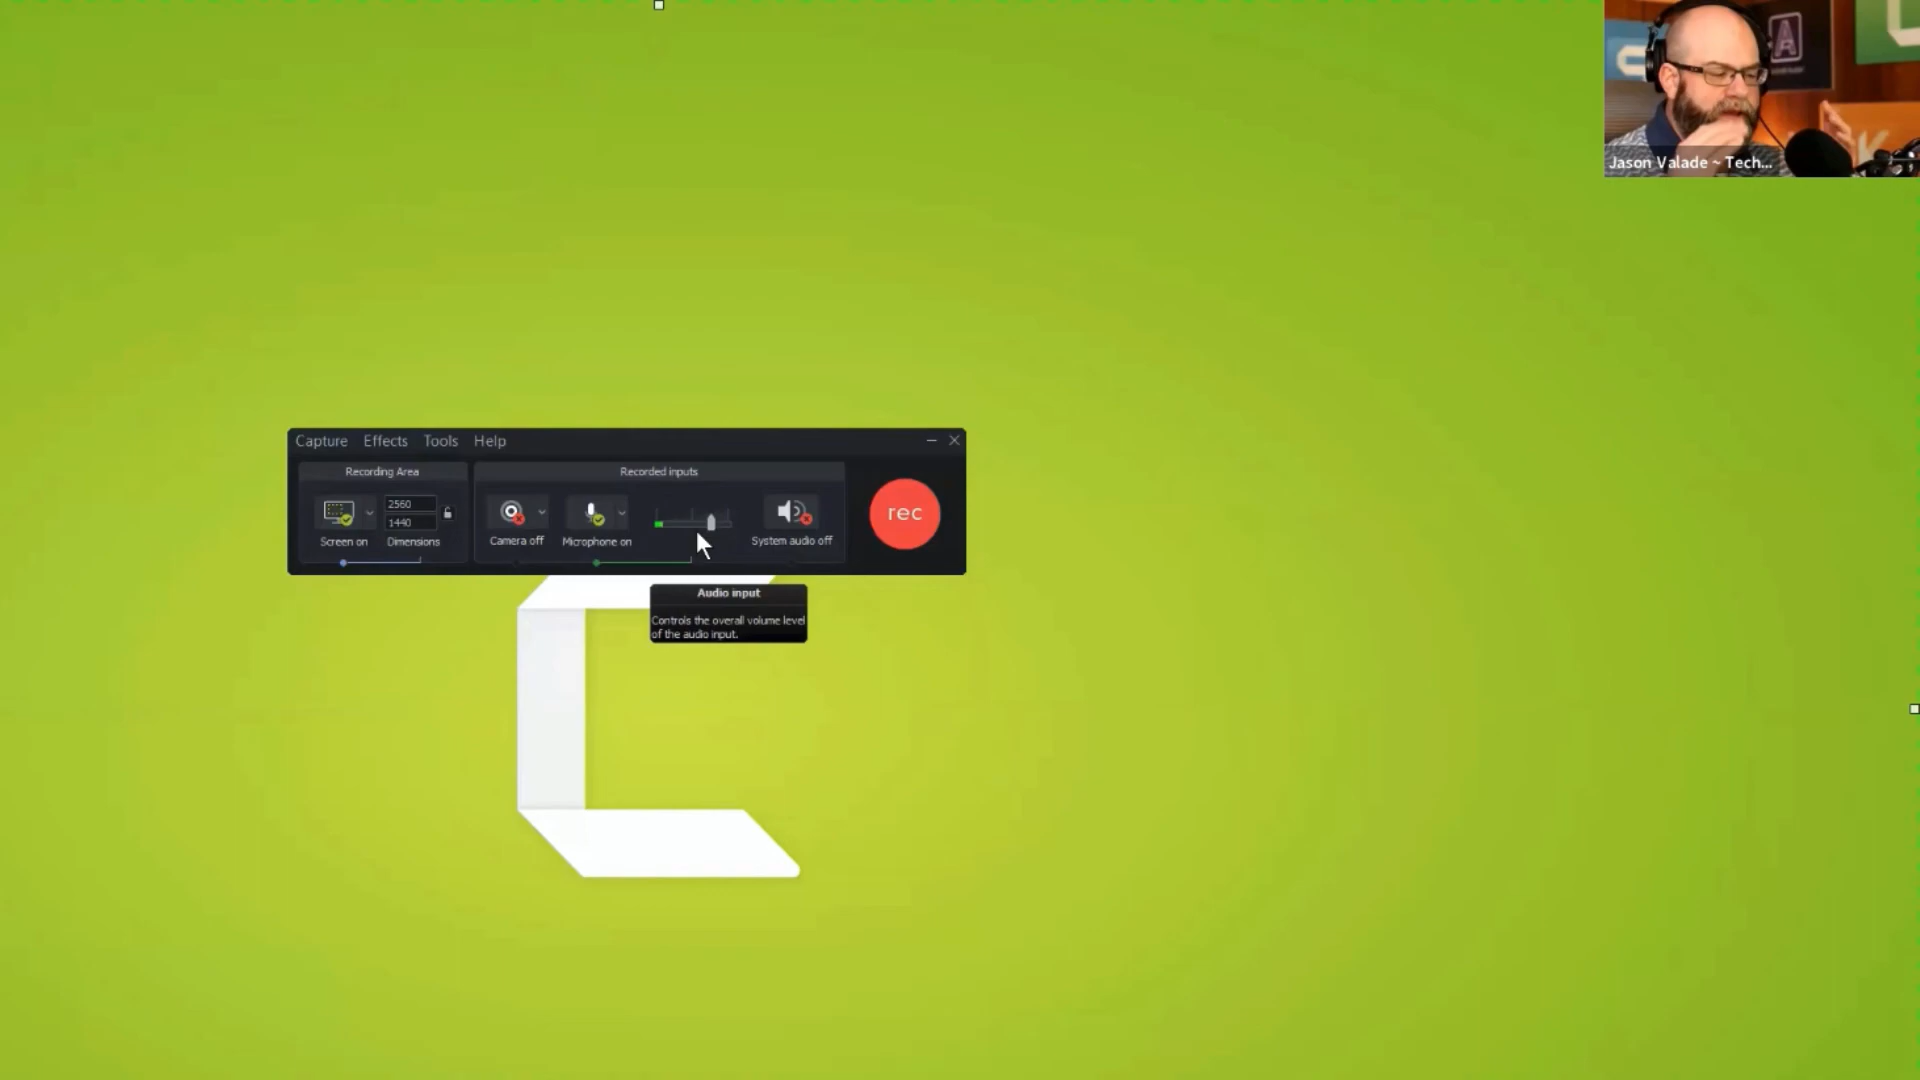 Jason Valade ~ Tech...
Capture Effects Tools Help
Recording Area
Recorded inputs
2560
1440
rec
Screen on
Dimensions
Camera off
Microphone on
System audio off
Audio input
Controls the overall volume level
of the audio input.